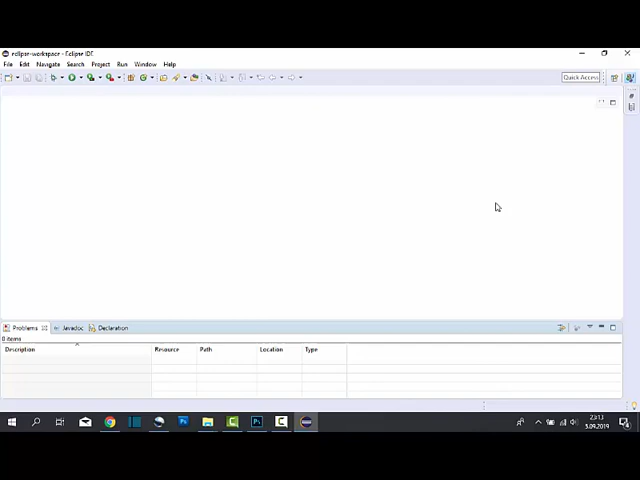 eclipse-workspace - Eclipse IDE
File Edit Navigate Search Project Run Window Help
Quick Access
Problems Javadoc Declaration
0 items
Description Resource Path Location Type
23:13
5.09.2019